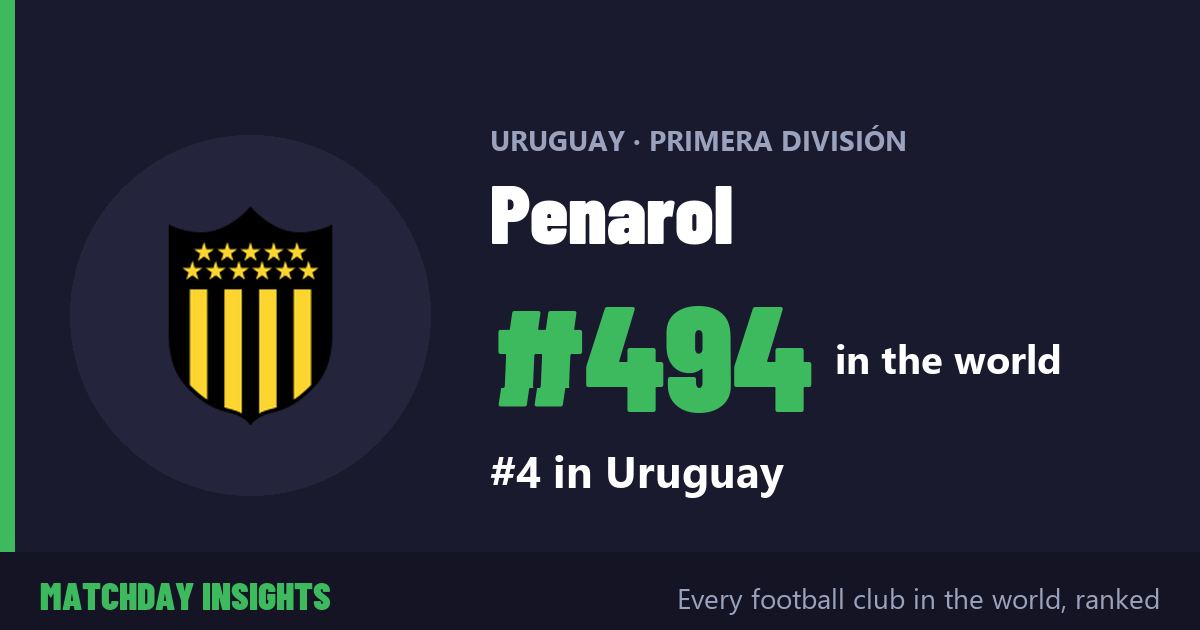 URUGUAY · PRIMERA DIVISIÓN
Penarol
#494 in the world
#4 in Uruguay
MATCHDAY INSIGHTS
Every football club in the world, ranked